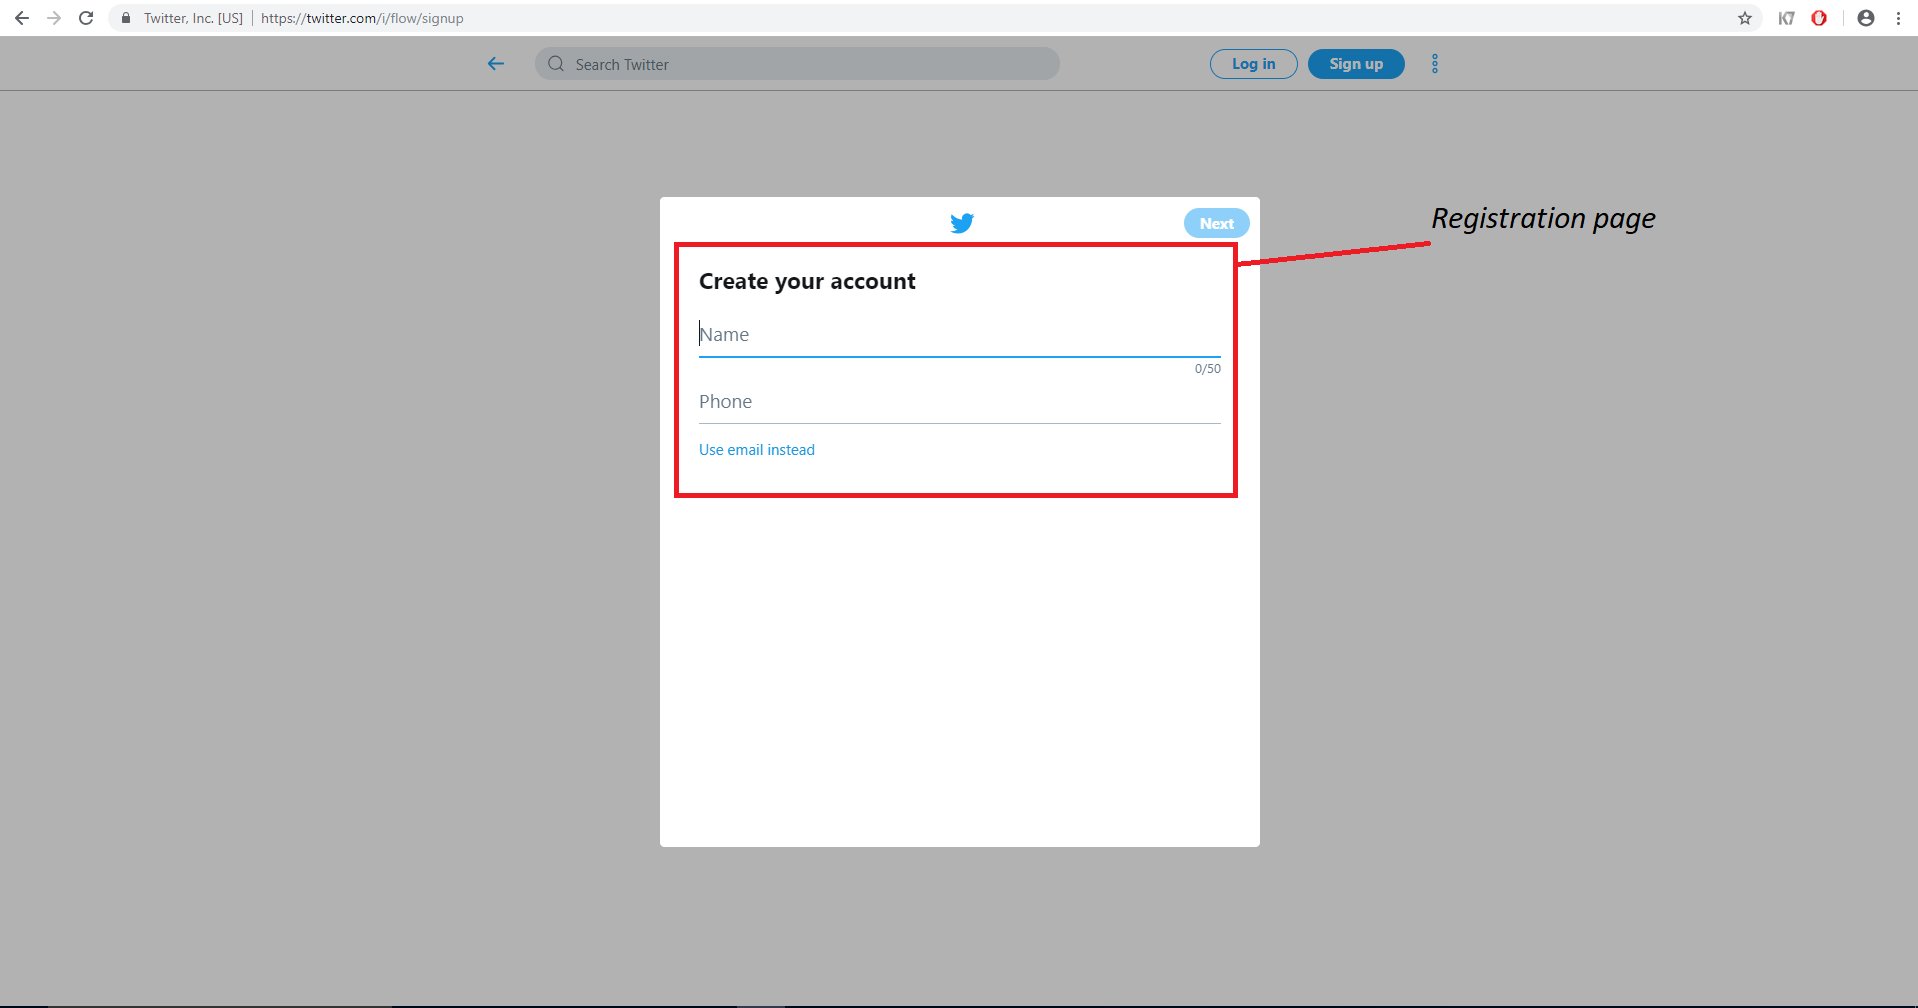 Twitter, Inc. [US] | https://twitter.com/i/flow/signup
K7
Search Twitter
Log in
Sign up
Next
Registration page
Create your account
Name
0/50
Phone
Use email instead